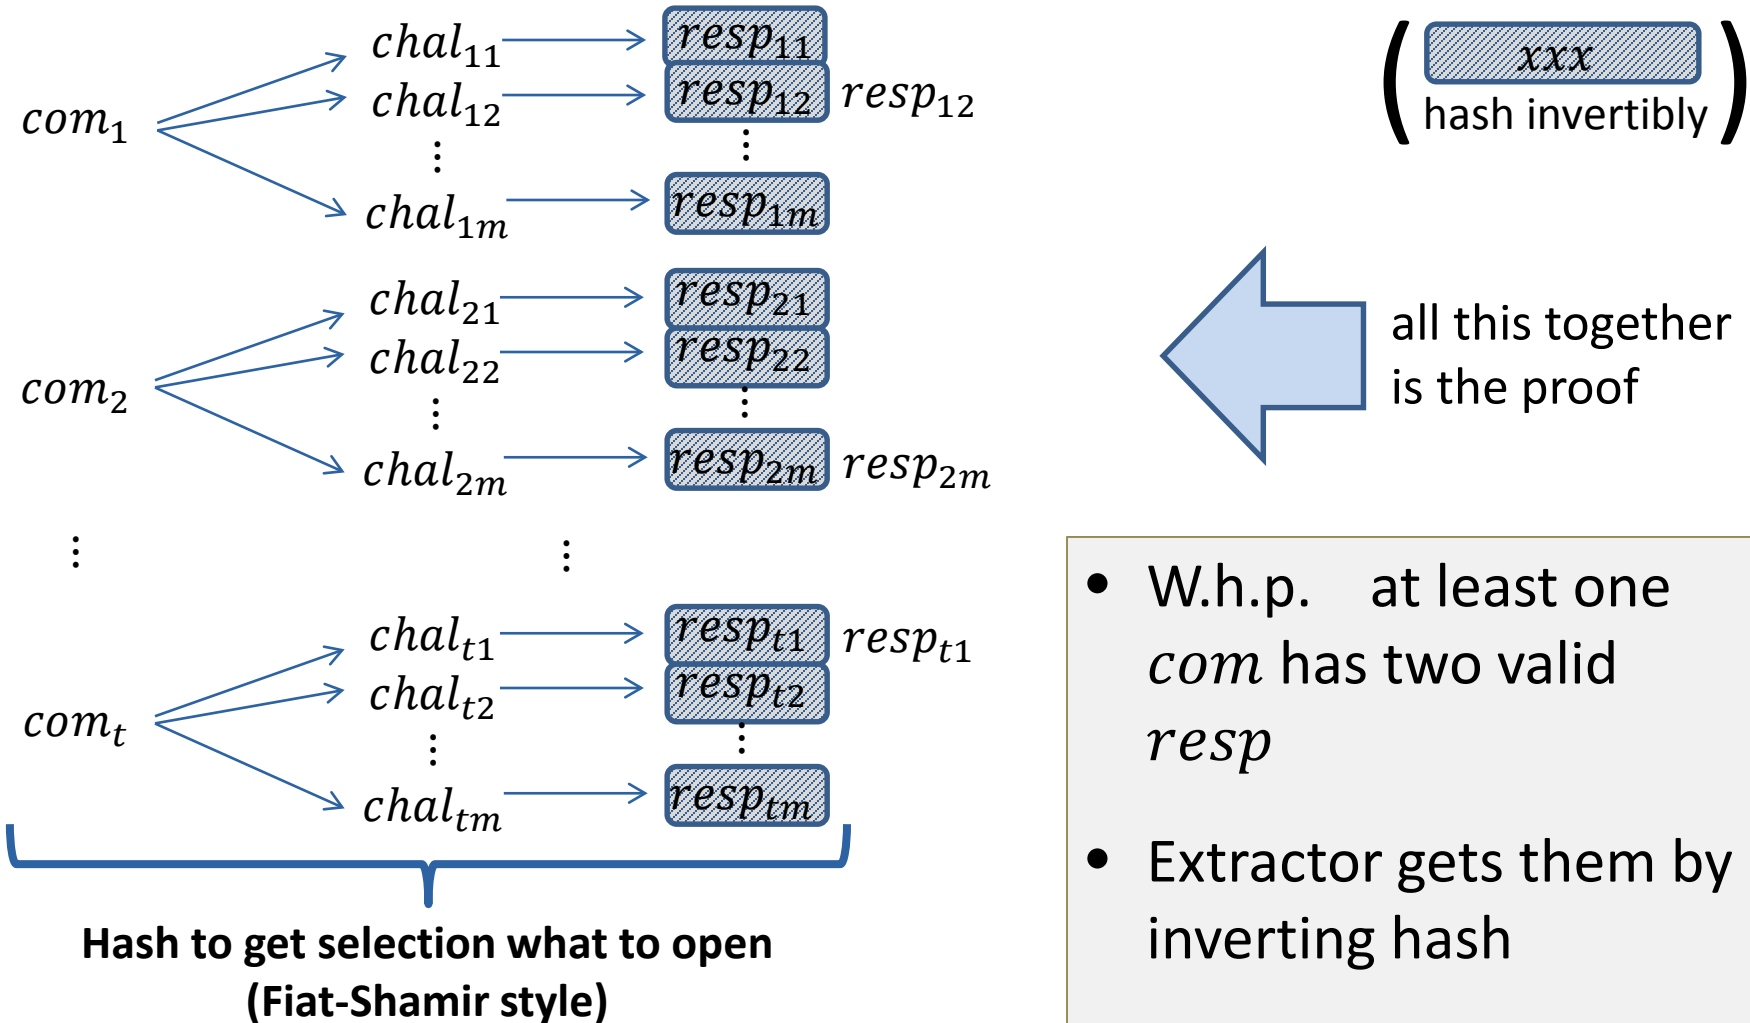 com₁
chal₁₁ resp₁₁
chal₁₂ resp₁₂ resp₁₂
⋮ ⋮
chal₁ₘ resp₁ₘ
( xxx )
hash invertibly
com₂
chal₂₁ resp₂₁
chal₂₂ resp₂₂
⋮ ⋮
chal₂ₘ resp₂ₘ resp₂ₘ
all this together
is the proof
⋮ ⋮
comₜ
chalₜ₁ respₜ₁ respₜ₁
chalₜ₂ respₜ₂
⋮ ⋮
chalₜₘ respₜₘ
Hash to get selection what to open
(Fiat-Shamir style)
• W.h.p. at least one
com has two valid
resp
• Extractor gets them by
inverting hash